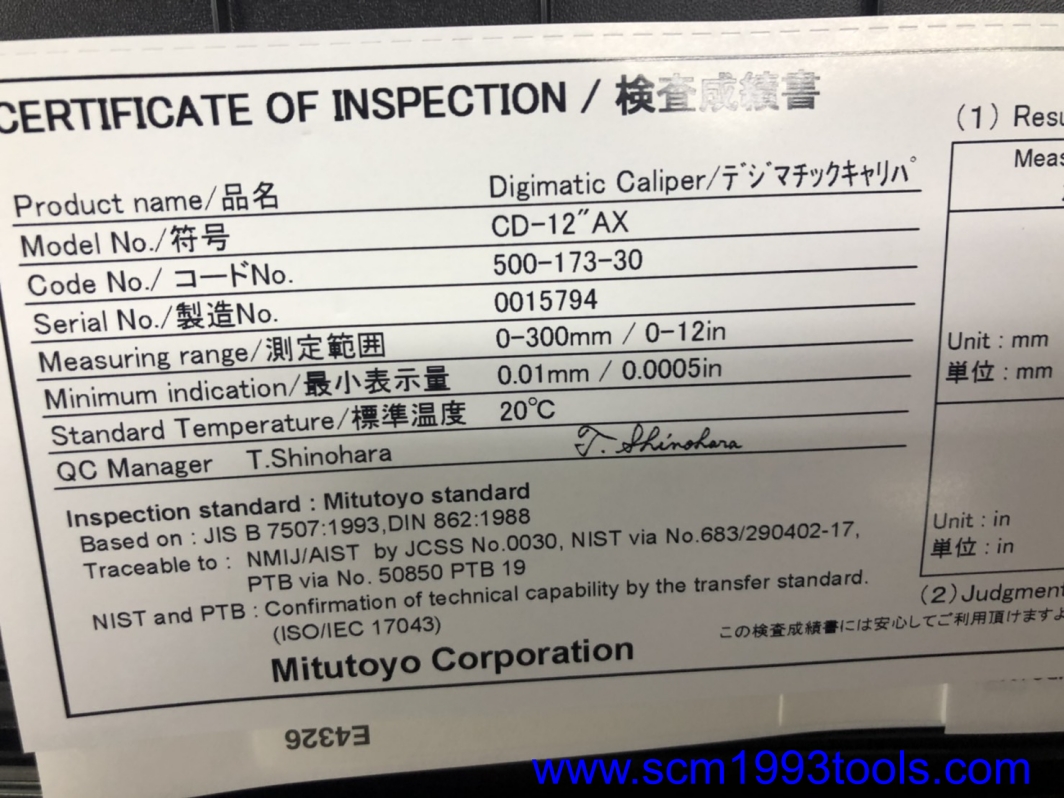 CERTIFICATE OF INSPECTION / 検査成績書
Product name/品名 Digimatic Caliper/デジマチックキャリパ
Model No./符号 CD-12"AX
Code No./ コードNo. 500-173-30
Serial No./製造No. 0015794
Measuring range/測定範囲 0-300mm / 0-12in
Minimum indication/最小表示量 0.01mm / 0.0005in
Standard Temperature/標準温度 20℃
QC Manager T.Shinohara T. Shinohara
Inspection standard : Mitutoyo standard
Based on : JIS B 7507:1993,DIN 862:1988
Traceable to : NMIJ/AIST by JCSS No.0030, NIST via No.683/290402-17,
PTB via No. 50850 PTB 19
NIST and PTB : Confirmation of technical capability by the transfer standard.
(ISO/IEC 17043)
Mitutoyo Corporation
(1) Resu
Meas
Unit : mm
単位 : mm
Unit : in
単位 : in
(2)Judgment
この検査成績書には安心してご利用頂けますよ
E4326
www.scm1993tools.com